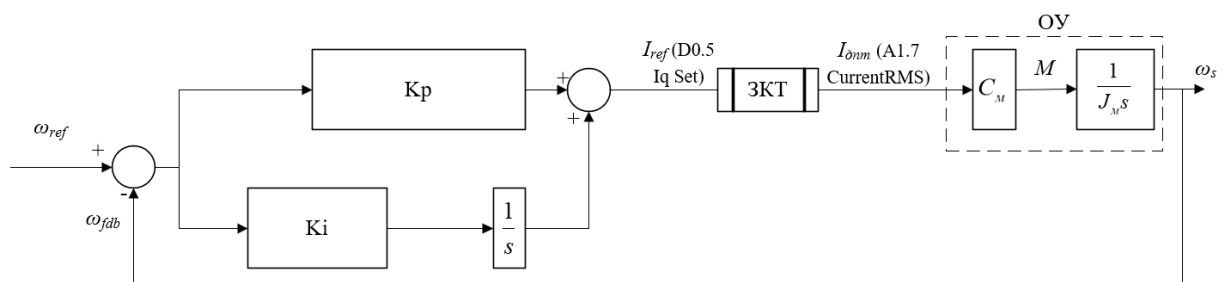 ОУ
I_ref (D0.5
Iq Set)
I_дпт (A1.7
CurrentRMS)
Kp
+
+
ЗКТ
C_м
M
1
J_м s
ω_s
ω_ref
+
-
ω_fdb
Ki
1
s